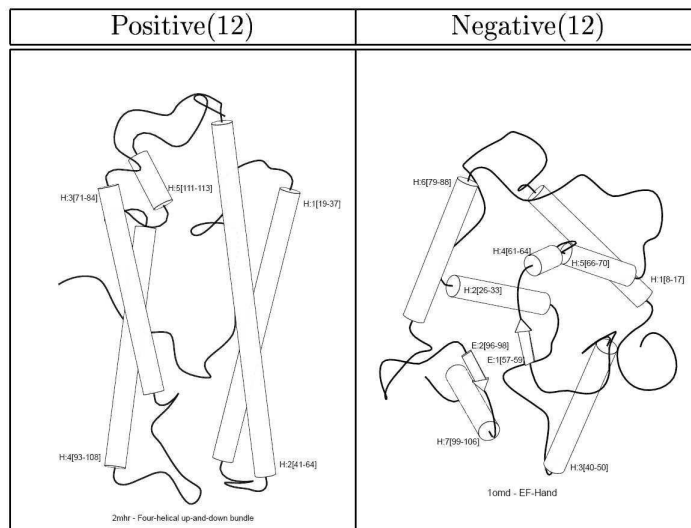 Positive(12) Negative(12)
H:5[111-113]
H:3[71-84]
H:1[19-37]
H:4[93-108]
H:2[41-64]
2mhr - Four-helical up-and-down bundle
H:6[79-88]
H:4[61-64]
H:5[66-70]
H:1[8-17]
H:2[26-33]
E:2[96-98]
E:1[57-59]
H:7[99-106]
H:3[40-50]
1omd - EF-Hand